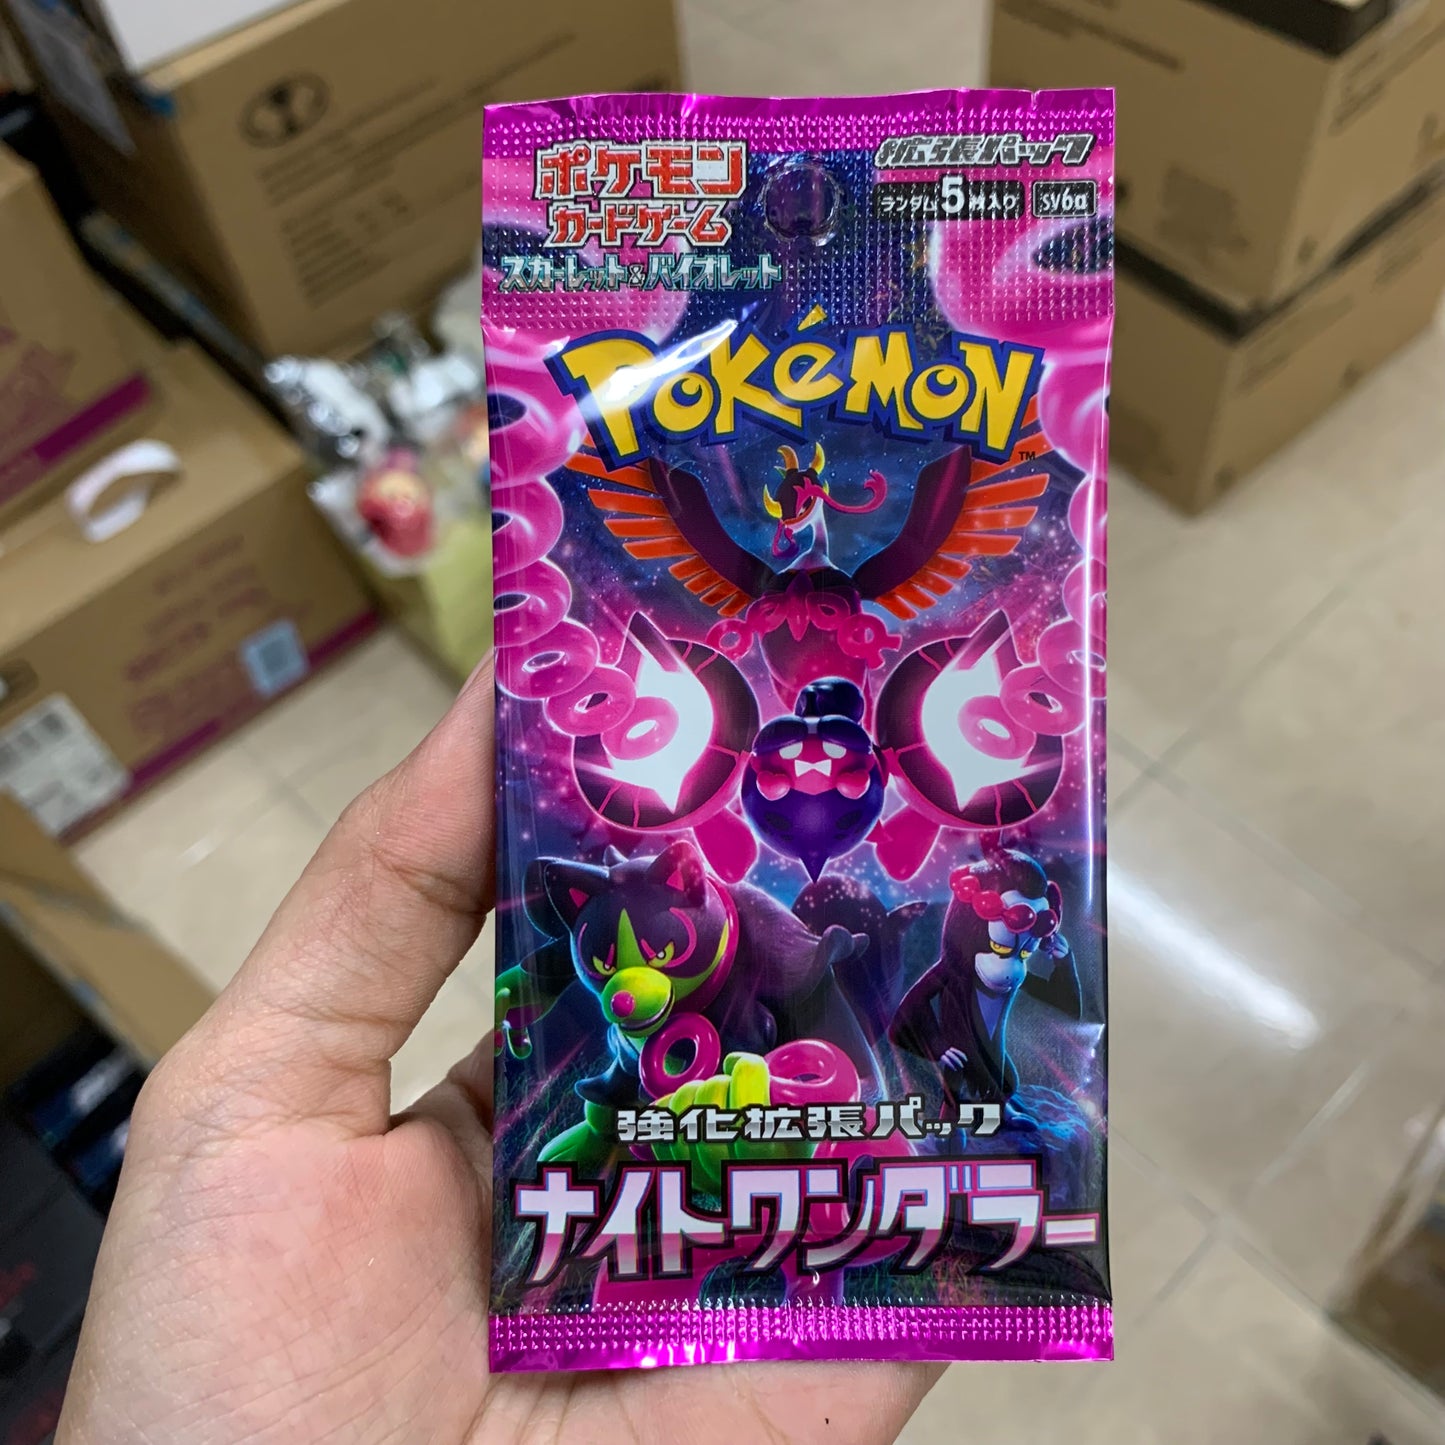 ポケモン
カードゲーム
スカーレット&バイオレット
拡張パック
ランダム5枚入り
sv6a
POKéMON
TM
強化拡張パック
ナイトワンダラー